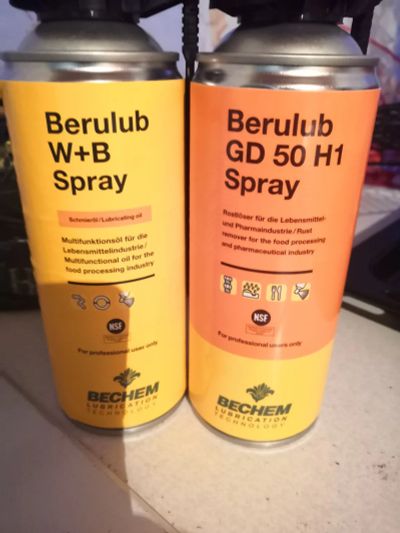 Berulub
W+B
Spray
Schmieröl/Lubricating oil
Multifunktionsöl für die
Lebensmittelindustrie/
Multifunctional oil for the
food processing industry
NSF
For professional user only
BECHEM
LUBRICATION
TECHNOLOGY
Berulub
GD 50 H1
Spray
Rostlöser für die Lebensmittel-
und Pharmaindustrie/Rust
remover for the food processing
and pharmaceutical industry
NSF
For professional users only
BECHEM
LUBRICATION
TECHNOLOGY